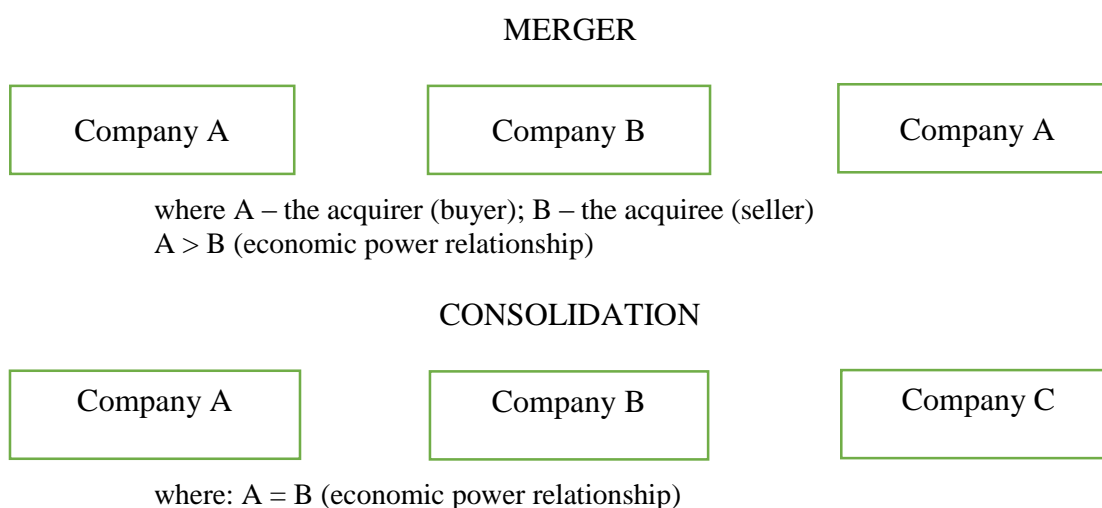 MERGER
Company A
Company B
Company A
where A – the acquirer (buyer); B – the acquiree (seller)
A > B (economic power relationship)
CONSOLIDATION
Company A
Company B
Company C
where: A = B (economic power relationship)